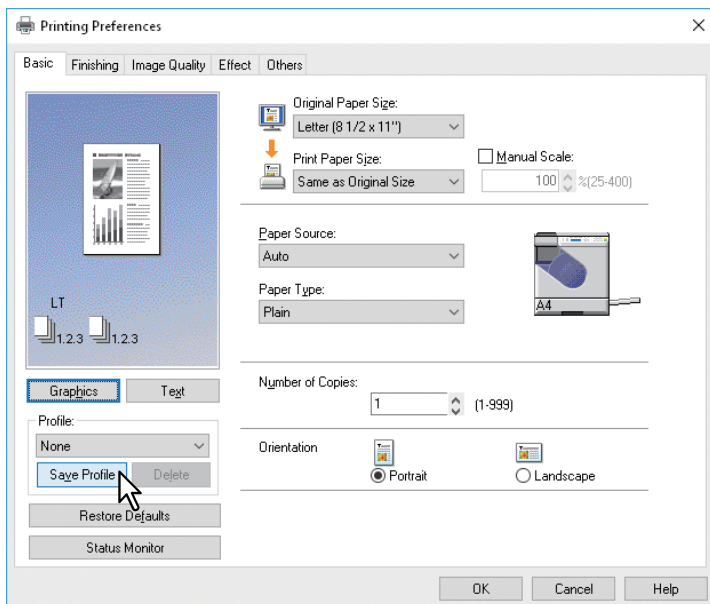 Printing Preferences
Basic Finishing Image Quality Effect Others
Original Paper Size:
Letter (8 1/2 x 11")
Print Paper Size:
Same as Original Size
Manual Scale:
100 %(25-400)
LT
1.2.3 1.2.3
Paper Source:
Auto
Paper Type:
Plain
A4
Graphics Text
Profile:
None
Save Profile Delete
Restore Defaults
Status Monitor
Number of Copies:
1 (1-999)
Orientation
Portrait Landscape
OK Cancel Help